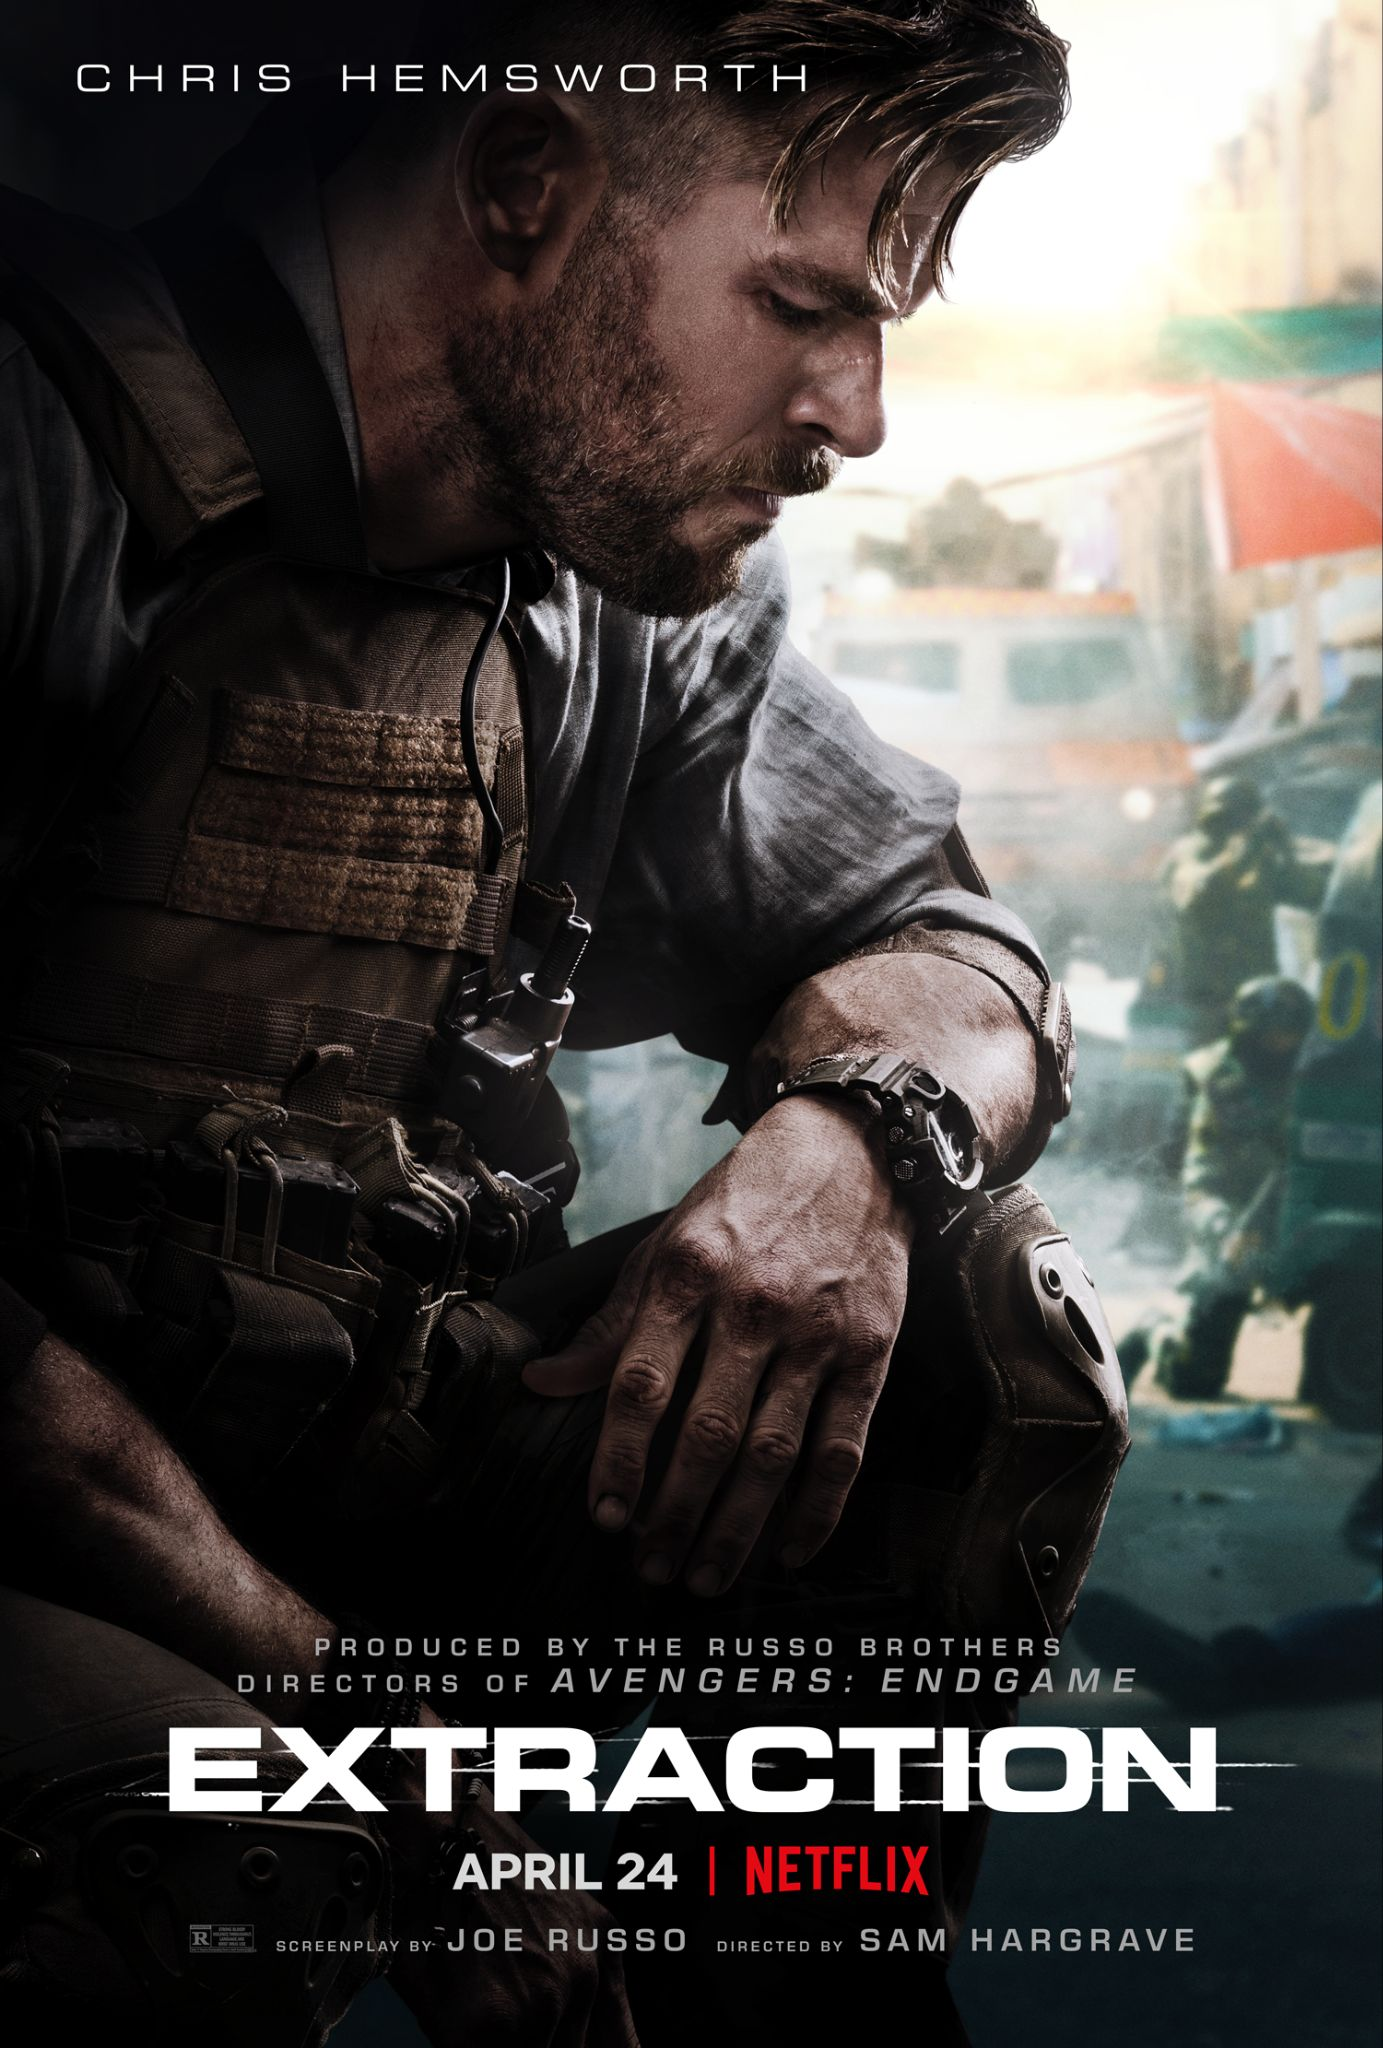 CHRIS HEMSWORTH
PRODUCED BY THE RUSSO BROTHERS
DIRECTORS OF AVENGERS: ENDGAME
EXTRACTION
APRIL 24 | NETFLIX
R
SCREENPLAY BY JOE RUSSO DIRECTED BY SAM HARGRAVE
0